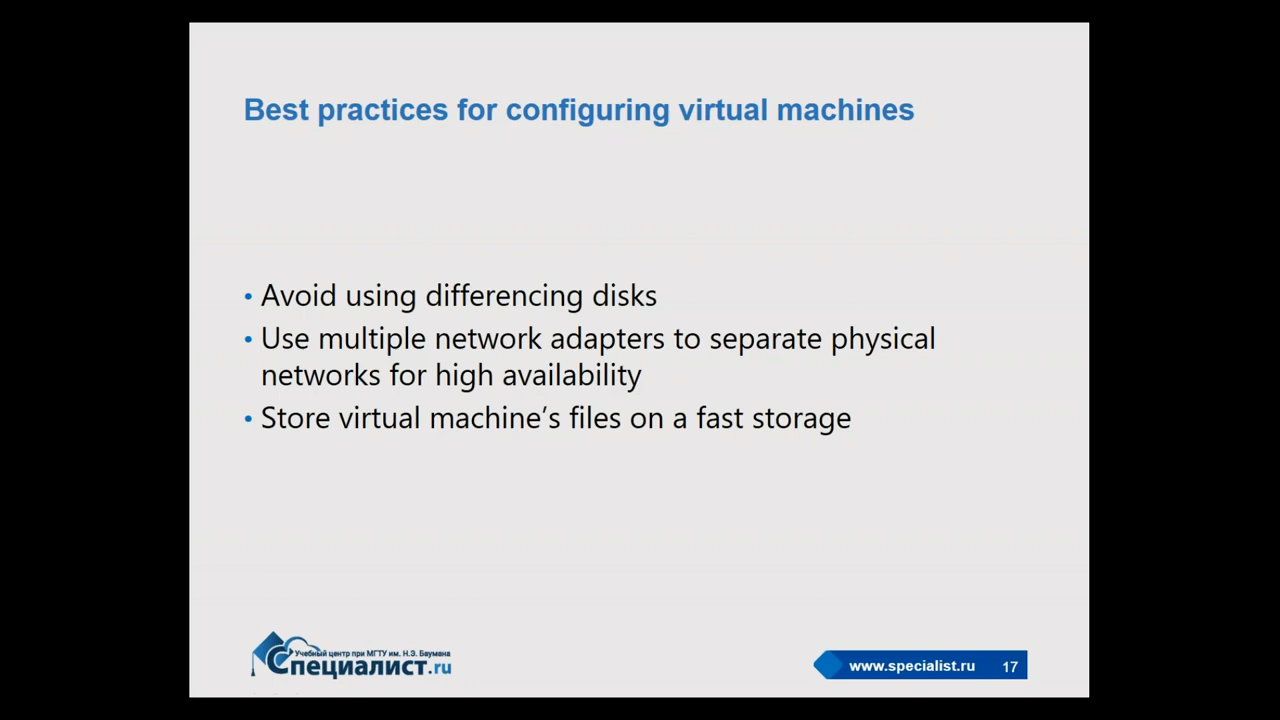 Best practices for configuring virtual machines
• Avoid using differencing disks
• Use multiple network adapters to separate physical
networks for high availability
• Store virtual machine’s files on a fast storage
Учебный центр при МГТУ им. Н.Э. Баумана
Специалист.ru
www.specialist.ru 17